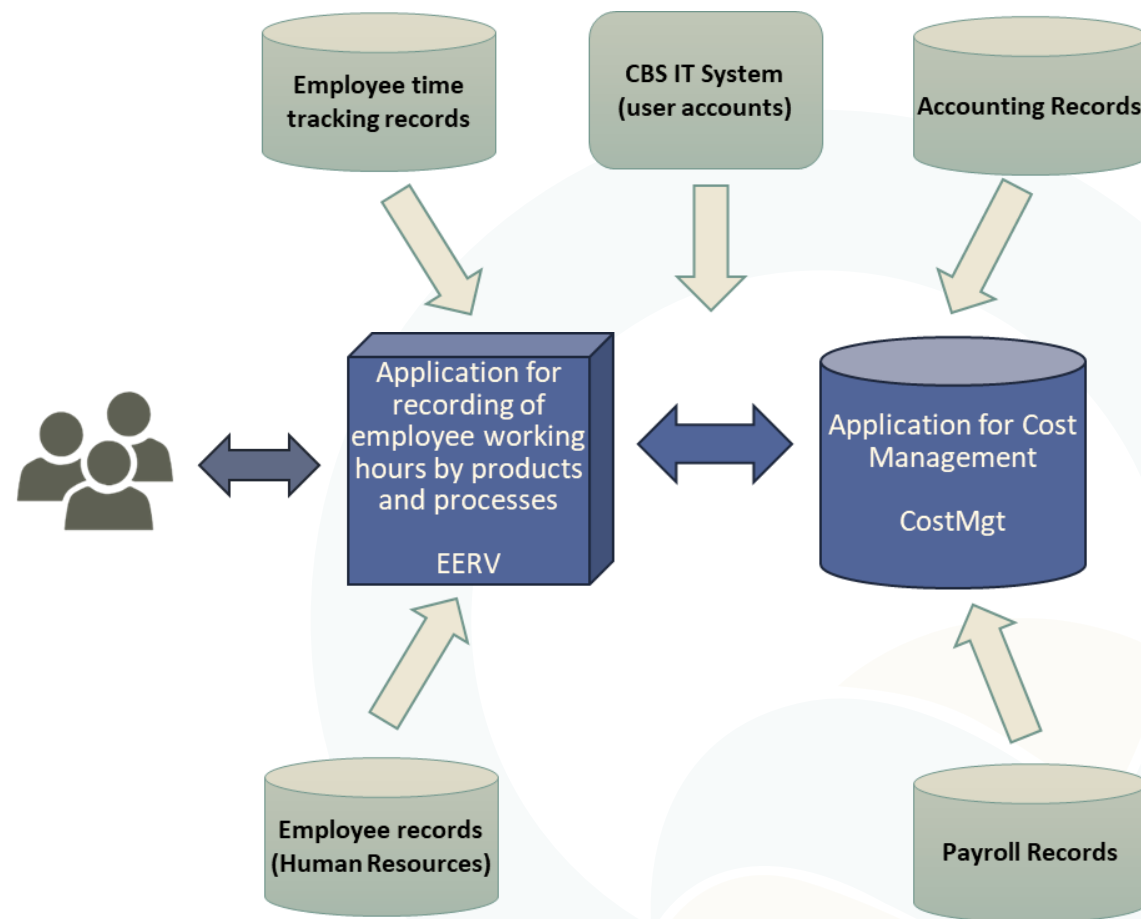 Employee time
tracking records
CBS IT System
(user accounts)
Accounting Records
Application for
recording of
employee working
hours by products
and processes
EERV
Application for Cost
Management
CostMgt
Employee records
(Human Resources)
Payroll Records